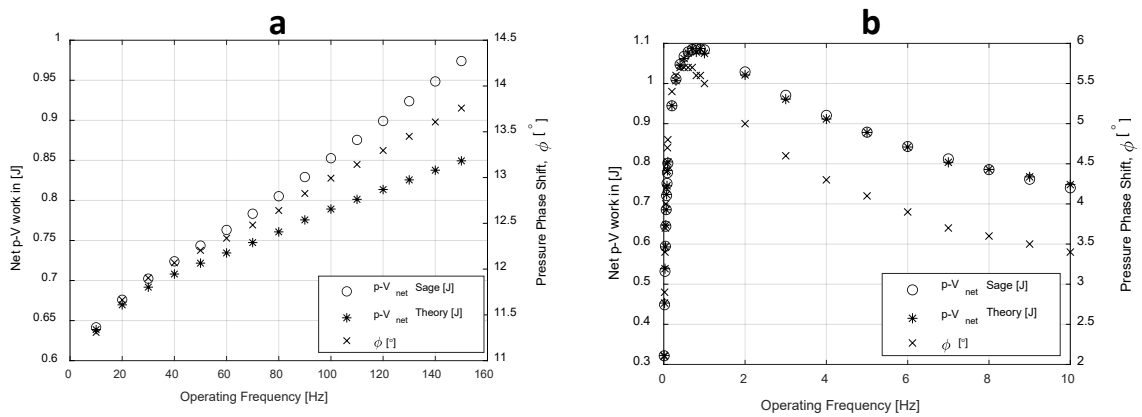 a
1
0.95
0.9
0.85
0.8
0.75
0.7
0.65
0.6
Net p-V work in [J]
14.5
14
13.5
13
12.5
12
11.5
11
Pressure Phase Shift, ϕ [°]
0 20 40 60 80 100 120 140 160
Operating Frequency [Hz]
p-V net Sage [J]
p-V net Theory [J]
ϕ [°]
b
1.1
1
0.9
0.8
0.7
0.6
0.5
0.4
0.3
Net p-V work in [J]
6
5.5
5
4.5
4
3.5
3
2.5
2
Pressure Phase Shift, ϕ [°]
0 2 4 6 8 10
Operating Frequency [Hz]
p-V net Sage [J]
p-V net Theory [J]
ϕ [°]